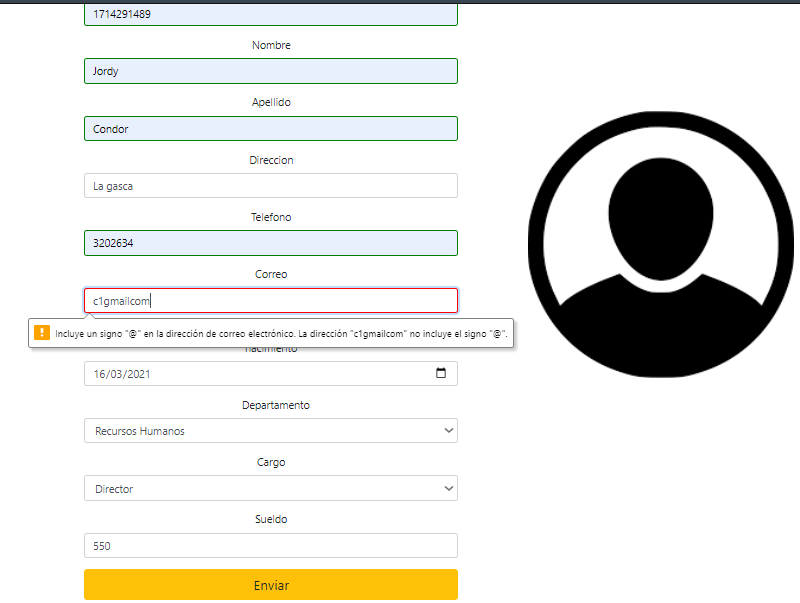 1714291489
Nombre
Jordy
Apellido
Condor
Direccion
La gasca
Telefono
3202634
Correo
c1gmailcom
Incluye un signo "@" en la dirección de correo electrónico. La dirección "c1gmailcom" no incluye el signo "@".
nacimiento
16/03/2021
Departamento
Recursos Humanos
Cargo
Director
Sueldo
550
Enviar